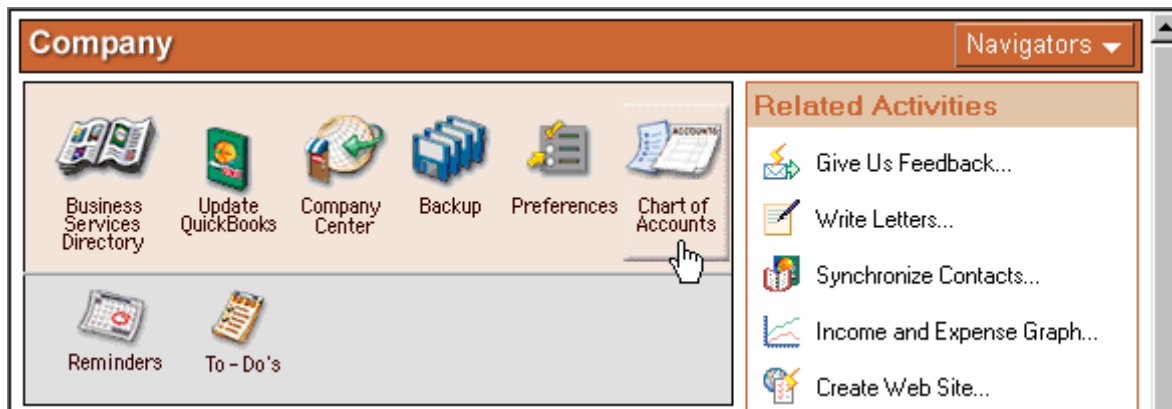 Company
Navigators
Business
Services
Directory
Update
QuickBooks
Company
Center
Backup
Preferences
ACCOUNTS
Chart of
Accounts
Reminders
To-Do's
Related Activities
Give Us Feedback...
Write Letters...
Synchronize Contacts...
Income and Expense Graph...
Create Web Site...